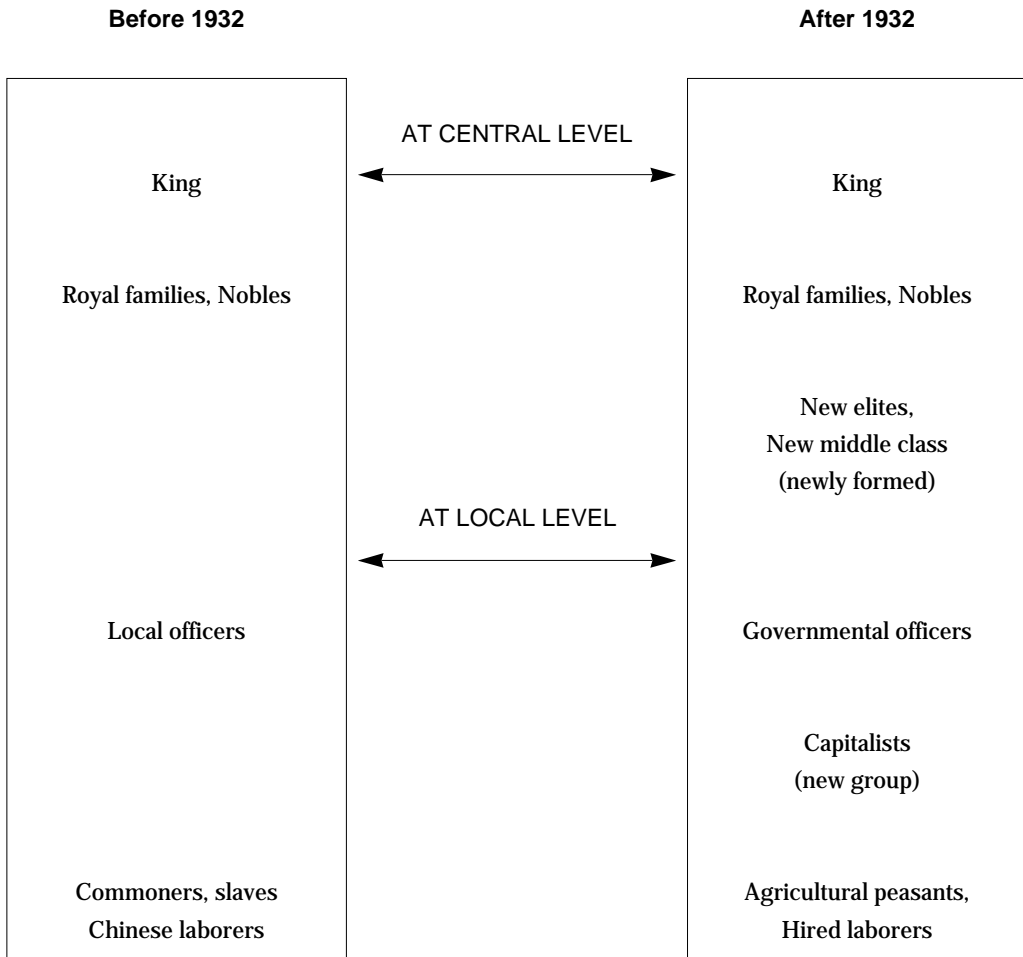 Before 1932
After 1932
AT CENTRAL LEVEL
King
King
Royal families, Nobles
Royal families, Nobles
New elites,
New middle class
(newly formed)
AT LOCAL LEVEL
Local officers
Governmental officers
Capitalists
(new group)
Commoners, slaves
Chinese laborers
Agricultural peasants,
Hired laborers